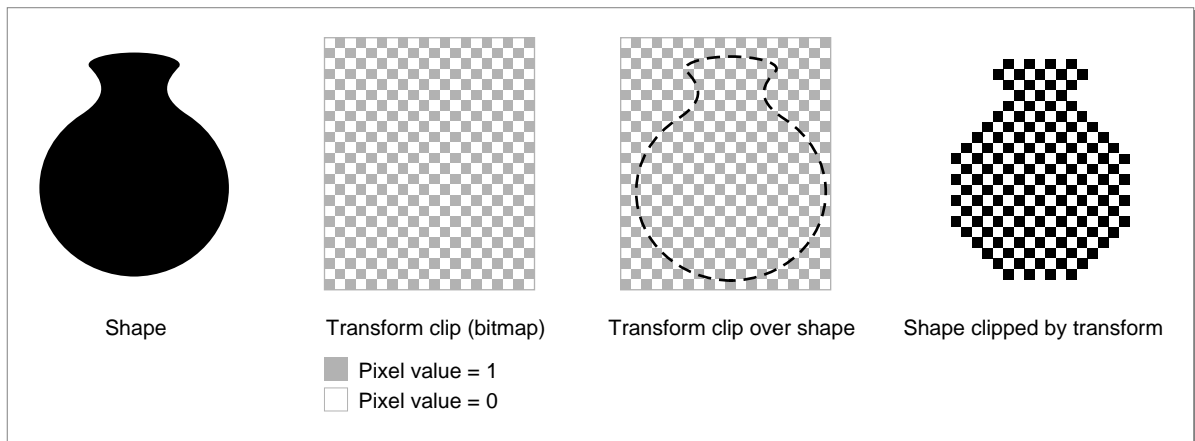 Shape
Transform clip (bitmap)
Transform clip over shape
Shape clipped by transform
Pixel value = 1
Pixel value = 0